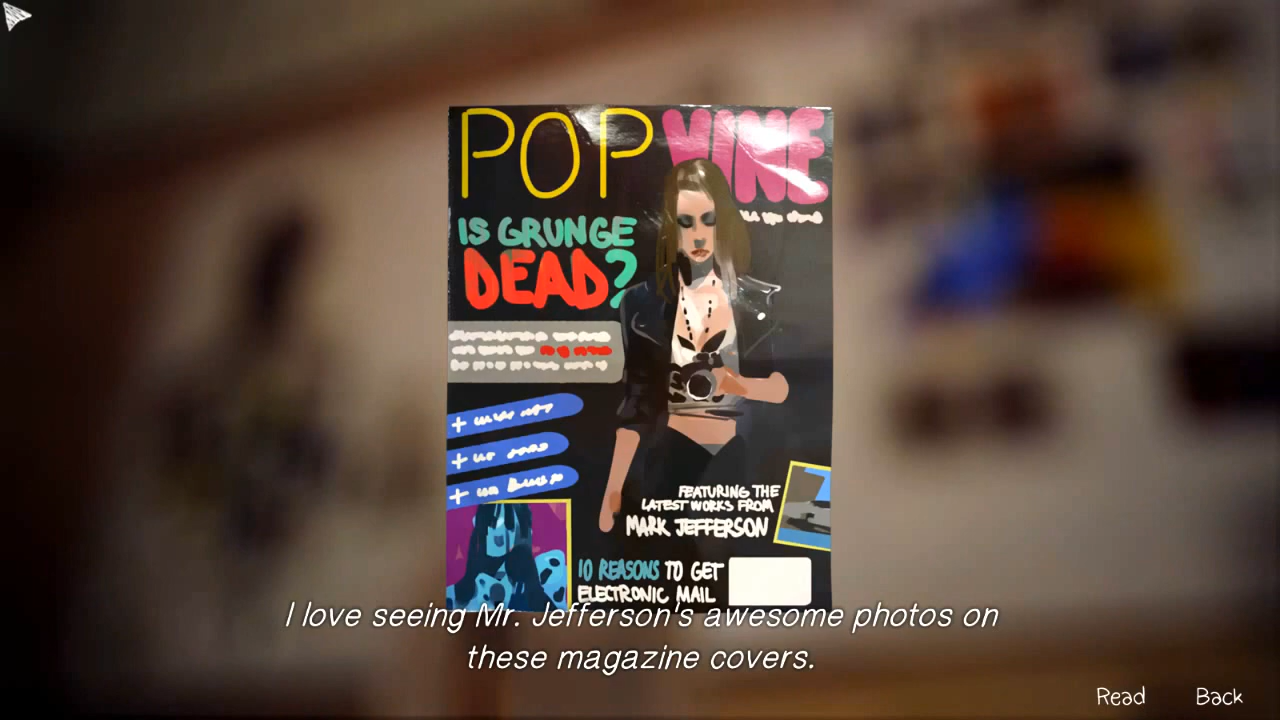 POP VINE
IS GRUNGE
DEAD?
FEATURING THE
LATEST WORKS FROM
MARK JEFFERSON
10 REASONS TO GET
ELECTRONIC MAIL
I love seeing Mr. Jefferson's awesome photos on
these magazine covers.
Read Back